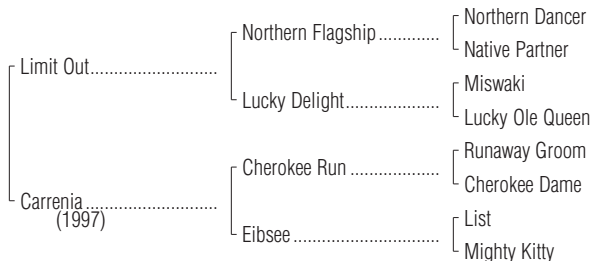 Northern Dancer
Northern Flagship.............
Native Partner
Limit Out...........................
Miswaki
Lucky Delight....................
Lucky Ole Queen
Runaway Groom
Cherokee Run ...................
Cherokee Dame
Carrenia............................
(1997)
List
Eibsee...............................
Mighty Kitty